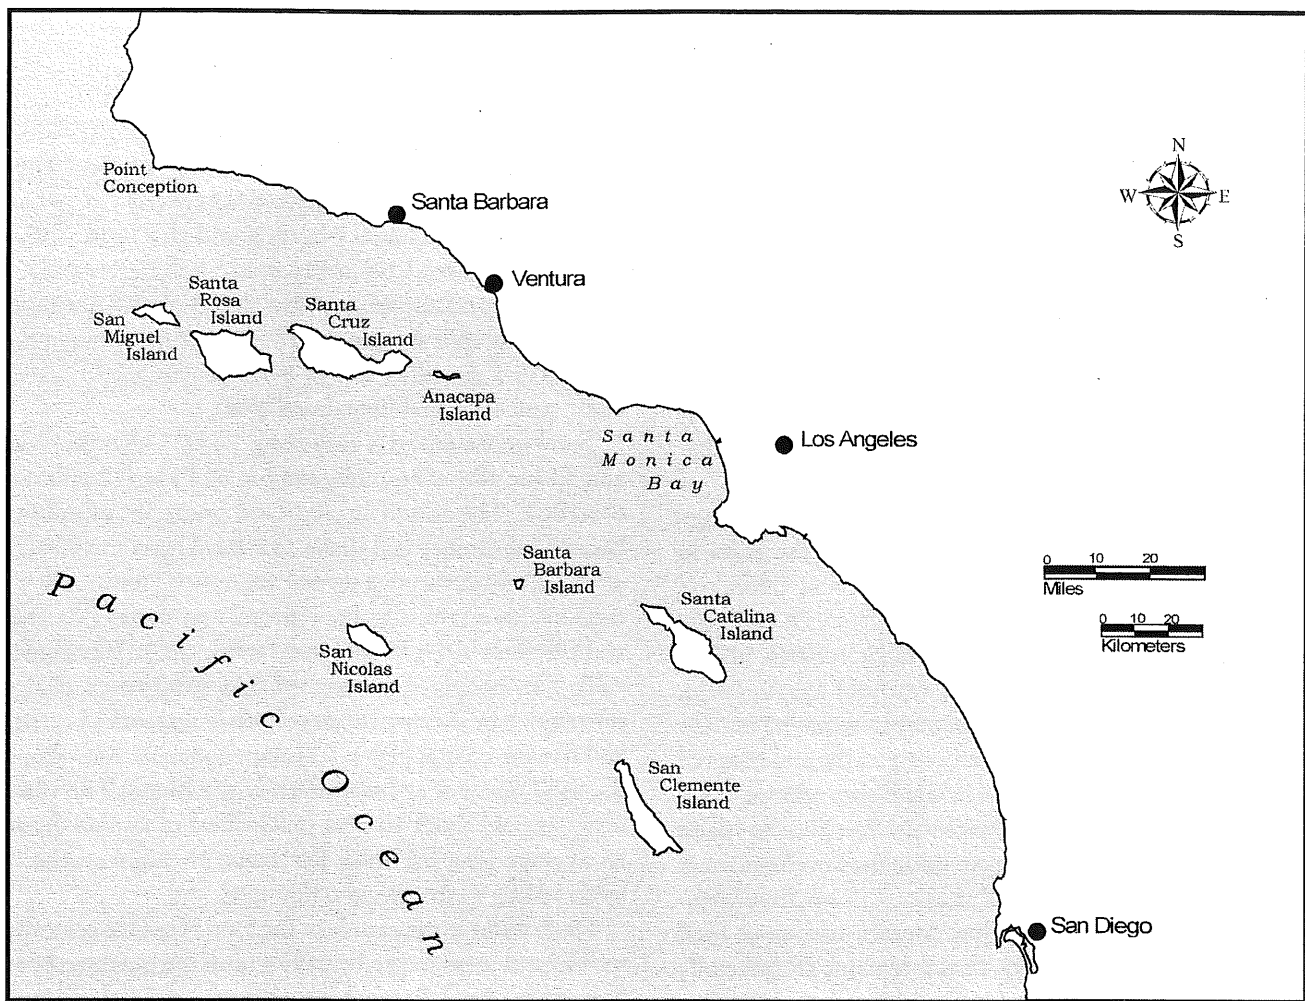 N
W E
S
Point
Conception
Santa Barbara
Ventura
Santa
Rosa
Island
San
Miguel
Island
Santa
Cruz
Island
Anacapa
Island
Santa
Monica
Bay
Los Angeles
Santa
Barbara
Island
Santa
Catalina
Island
San
Nicolas
Island
San
Clemente
Island
Pacific Ocean
0 10 20
Miles
0 10 20
Kilometers
San Diego